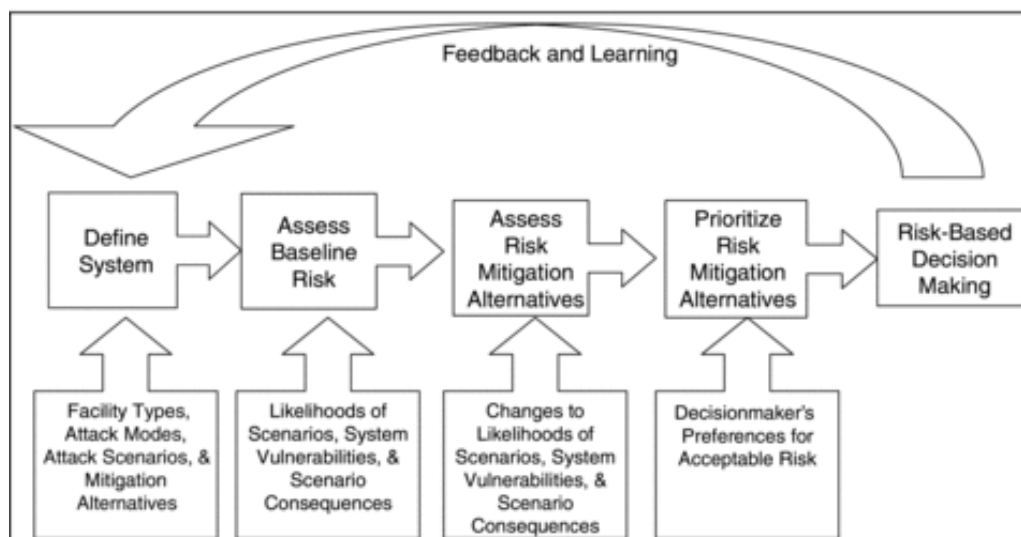 Feedback and Learning
Define
System
Assess
Baseline
Risk
Assess
Risk
Mitigation
Alternatives
Prioritize
Risk
Mitigation
Alternatives
Risk-Based
Decision
Making
Facility Types,
Attack Modes,
Attack Scenarios, &
Mitigation
Alternatives
Likelihoods of
Scenarios, System
Vulnerabilities, &
Scenario
Consequences
Changes to
Likelihoods of
Scenarios, System
Vulnerabilities, &
Scenario
Consequences
Decisionmaker's
Preferences for
Acceptable Risk